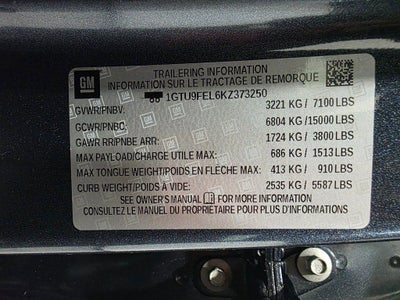 GM
TRAILERING INFORMATION
INFORMATION SUR LE TRACTAGE DE REMORQUE
1GTU9FEL6KZ373250
GVWR/PNBV: 3221 KG / 7100 LBS
GCWR/PNBC: 6804 KG / 15000 LBS
GAWR RR/PNBE ARR: 1724 KG / 3800 LBS
MAX PAYLOAD/CHARGE UTILE MAX: 686 KG / 1513 LBS
MAX TONGUE WEIGHT/POIDS EN FLÈCHE MAX: 413 KG / 910 LBS
CURB WEIGHT/POIDS À VIDE: 2535 KG / 5587 LBS
SEE OWNER'S MANUAL FOR MORE INFORMATION
CONSULTEZ LE MANUEL DU PROPRIETAIRE POUR PLUS D'INFORMATIONS